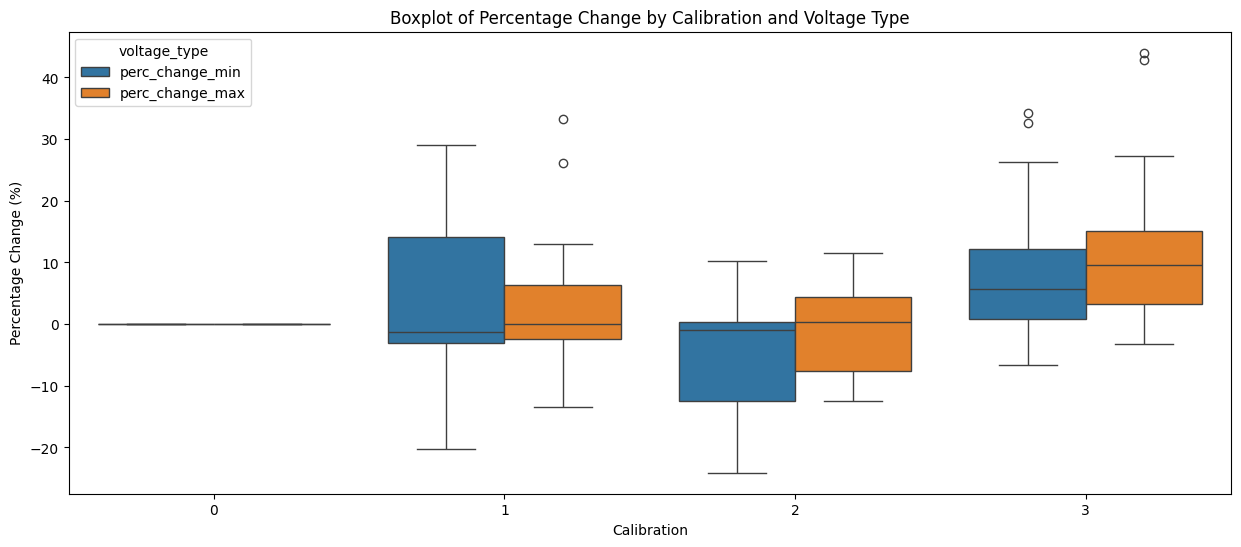 Boxplot of Percentage Change by Calibration and Voltage Type
voltage_type
perc_change_min
perc_change_max
Percentage Change (%)
40
30
20
10
0
−10
−20
0
1
2
3
Calibration